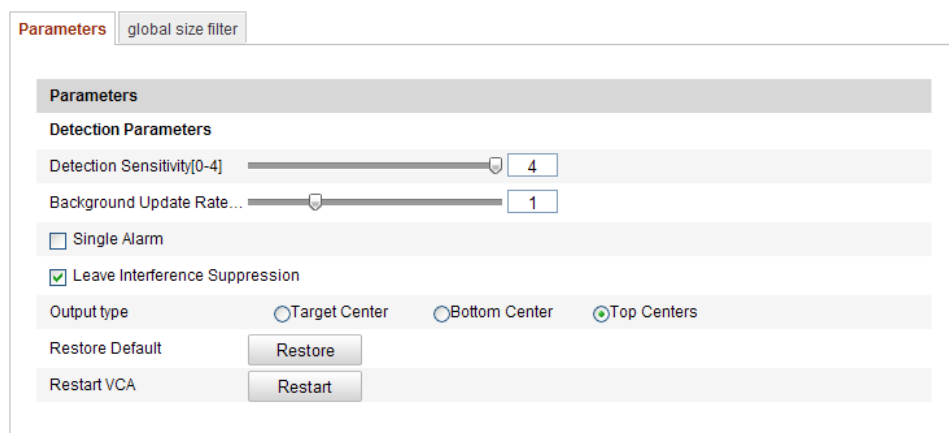 Parameters global size filter
Parameters
Detection Parameters
Detection Sensitivity[0-4] 4
Background Update Rate... 1
Single Alarm
Leave Interference Suppression
Output type Target Center Bottom Center Top Centers
Restore Default Restore
Restart VCA Restart